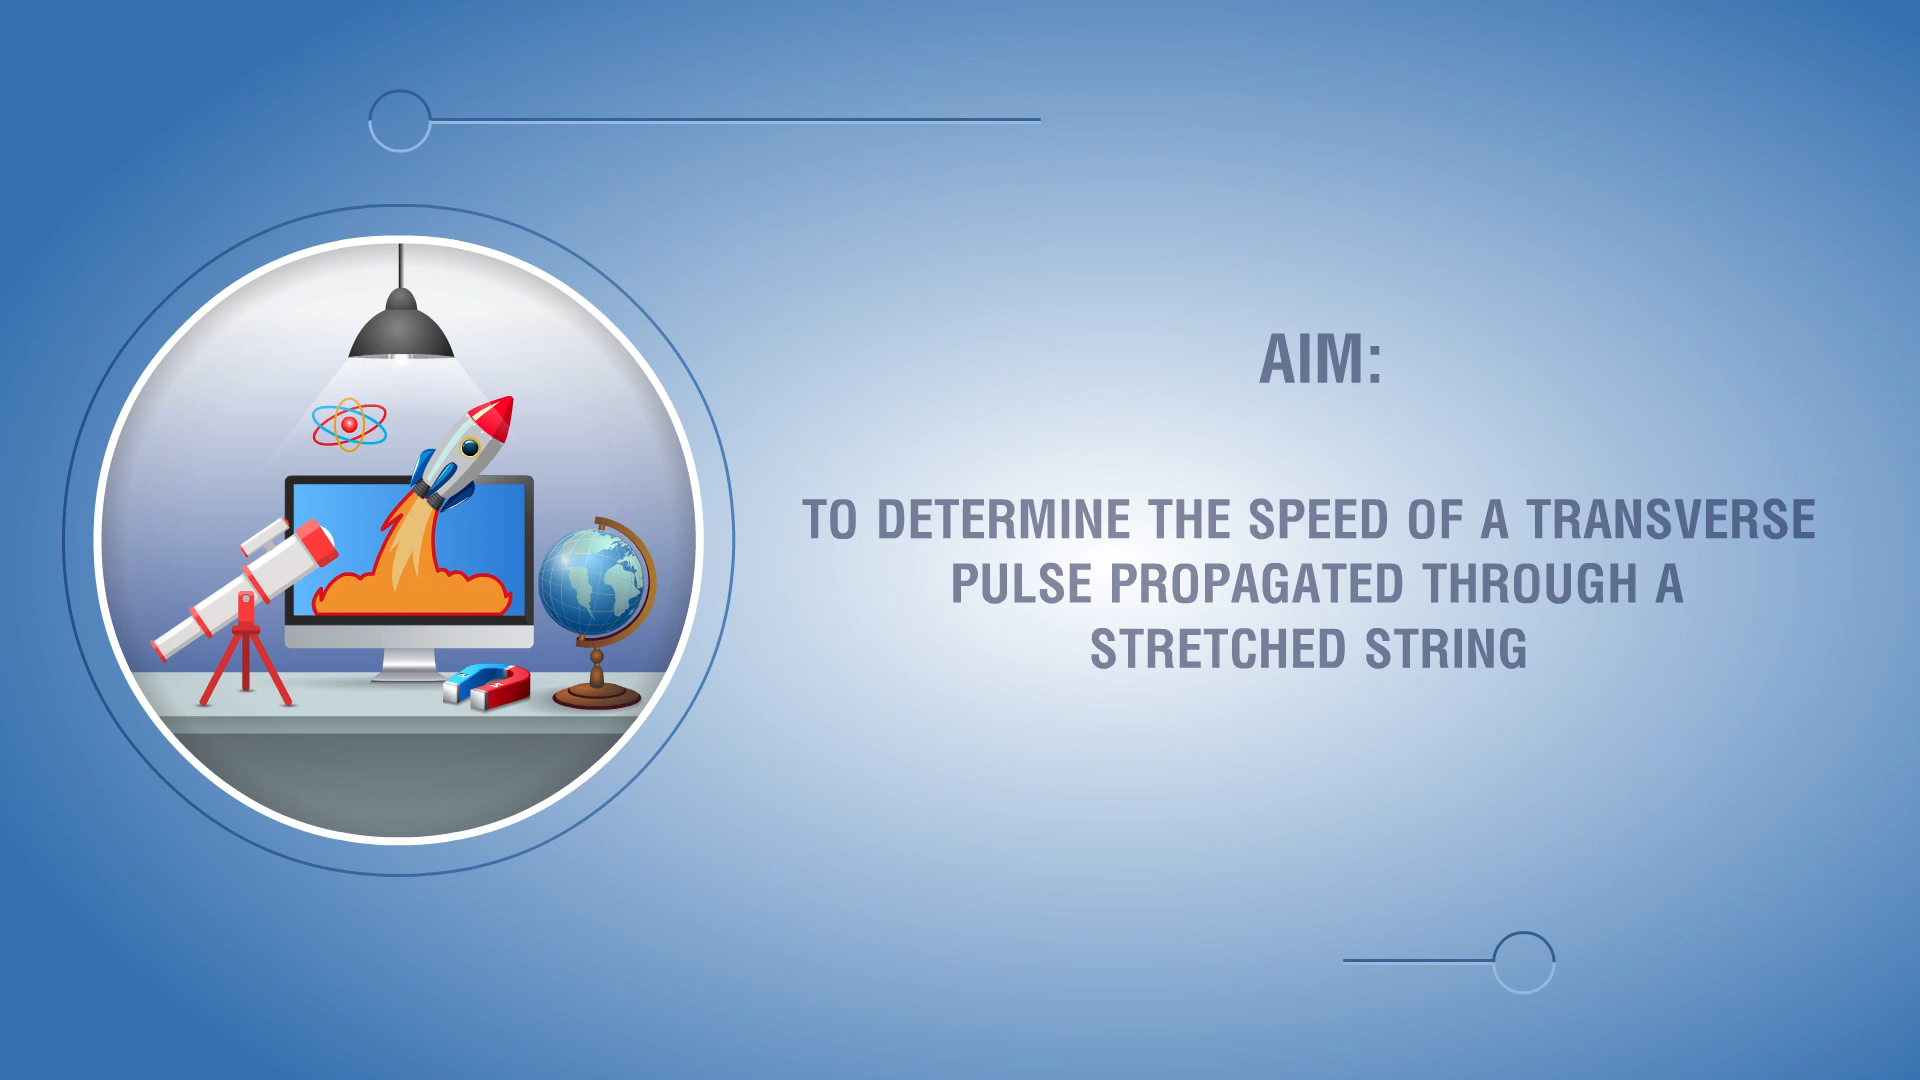 AIM:
TO DETERMINE THE SPEED OF A TRANSVERSE
PULSE PROPAGATED THROUGH A
STRETCHED STRING